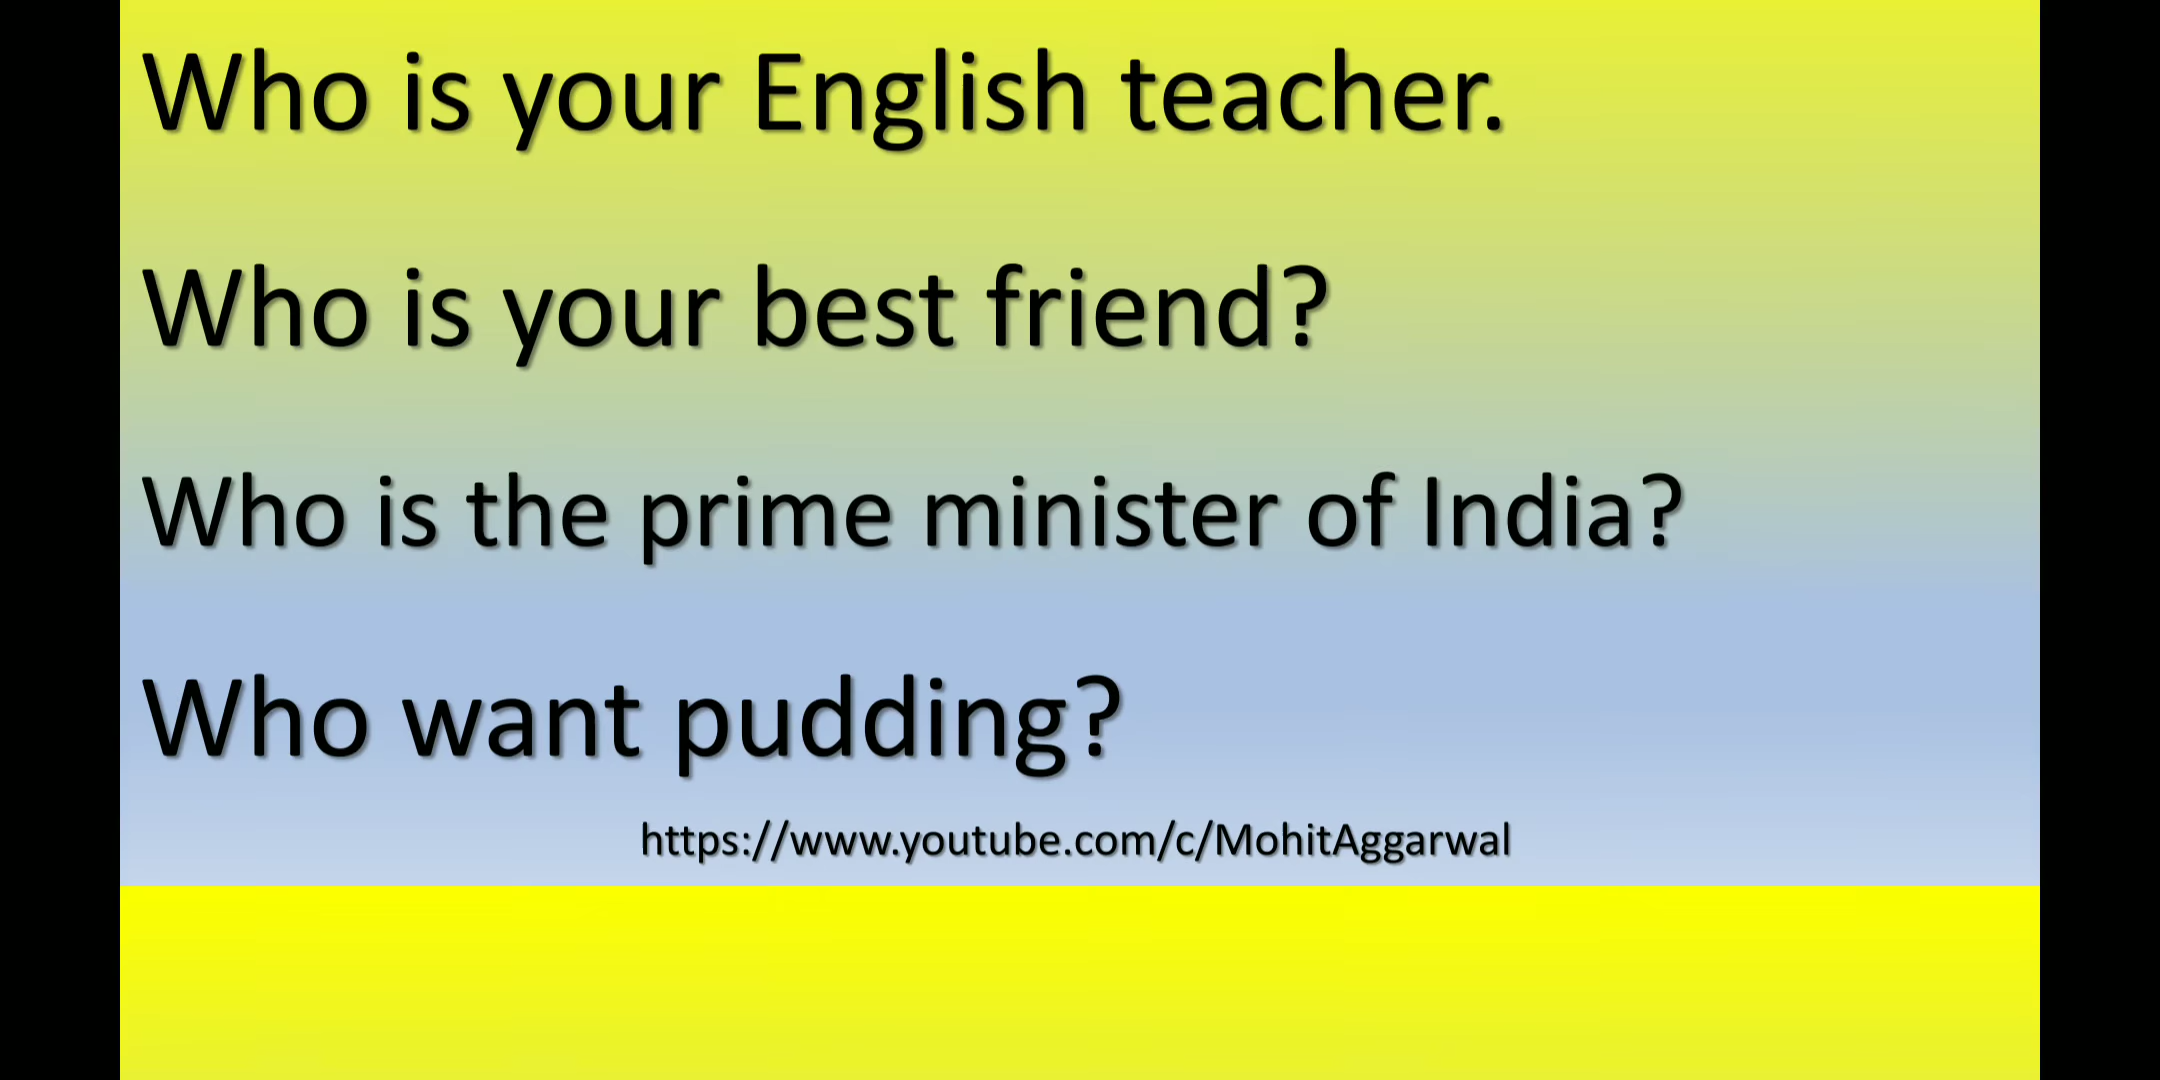 Who is your English teacher.
Who is your best friend?
Who is the prime minister of India?
Who want pudding?
https://www.youtube.com/c/MohitAggarwal